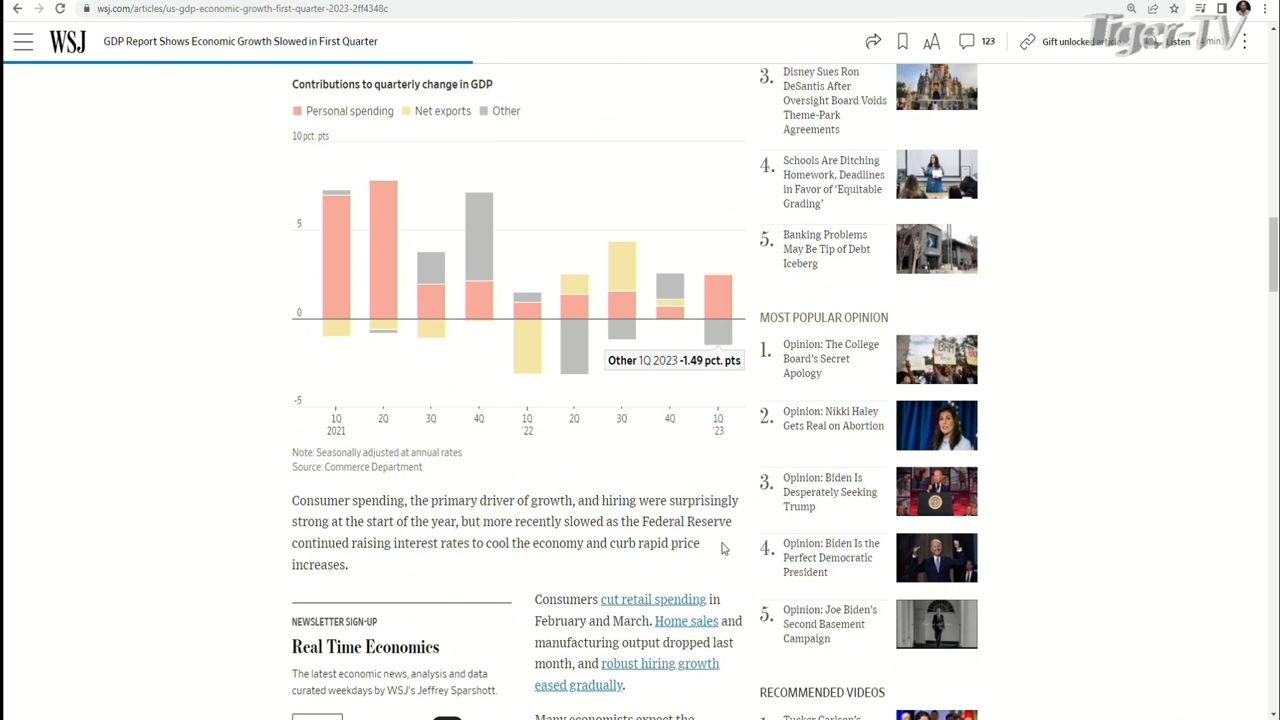 wsj.com/articles/us-gdp-economic-growth-first-quarter-2023-2ff4348c
Tiger-TV
WSJ
GDP Report Shows Economic Growth Slowed in First Quarter
123
Gift unlocked article
Listen
4 min
Contributions to quarterly change in GDP
Personal spending Net exports Other
10 pct. pts
5
0
-5
Other 1Q 2023 -1.49 pct. pts
1Q 2Q 3Q 4Q 1Q 2Q 3Q 4Q 1Q
2021 '22 '23
Note: Seasonally adjusted at annual rates
Source: Commerce Department
Consumer spending, the primary driver of growth, and hiring were surprisingly
strong at the start of the year, but more recently slowed as the Federal Reserve
continued raising interest rates to cool the economy and curb rapid price
increases.
NEWSLETTER SIGN-UP
Real Time Economics
The latest economic news, analysis and data
curated weekdays by WSJ's Jeffrey Sparshott.
Consumers cut retail spending in
February and March. Home sales and
manufacturing output dropped last
month, and robust hiring growth
eased gradually.
Many economists expect the
3.
Disney Sues Ron
DeSantis After
Oversight Board Voids
Theme-Park
Agreements
4.
Schools Are Ditching
Homework, Deadlines
in Favor of 'Equitable
Grading'
5.
Banking Problems
May Be Tip of Debt
Iceberg
MOST POPULAR OPINION
1.
Opinion: The College
Board's Secret
Apology
2.
Opinion: Nikki Haley
Gets Real on Abortion
3.
Opinion: Biden Is
Desperately Seeking
Trump
4.
Opinion: Biden Is the
Perfect Democratic
President
5.
Opinion: Joe Biden's
Second Basement
Campaign
RECOMMENDED VIDEOS
Tucker Carlson's